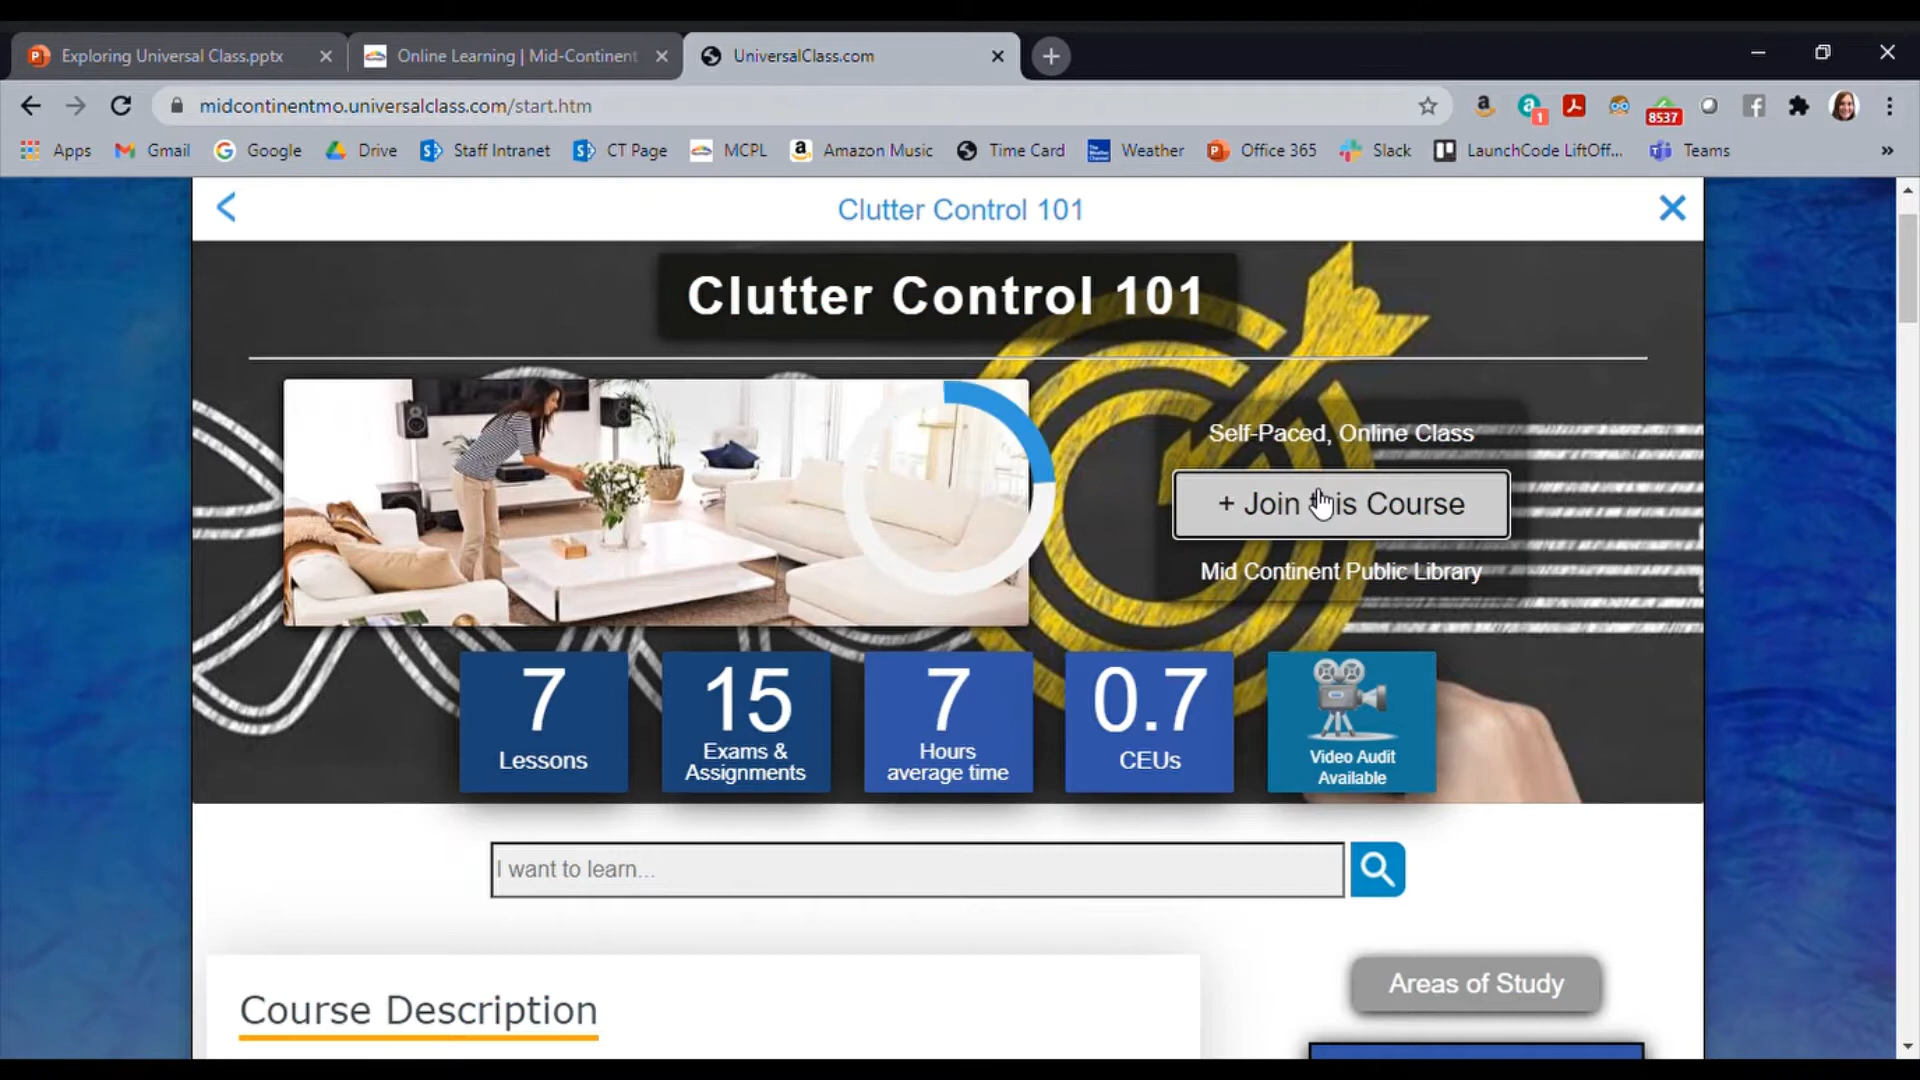 Exploring Universal Class.pptx
Online Learning | Mid-Continent
UniversalClass.com
midcontinentmo.universalclass.com/start.htm
1
8537
Apps
Gmail
Google
Drive
Staff Intranet
CT Page
MCPL
Amazon Music
Time Card
Weather
Office 365
Slack
LaunchCode LiftOff...
Teams
»
Clutter Control 101
Clutter Control 101
Self-Paced, Online Class
+ Join this Course
Mid Continent Public Library
7
Lessons
15
Exams &
Assignments
7
Hours
average time
0.7
CEUs
Video Audit
Available
I want to learn...
Areas of Study
Course Description